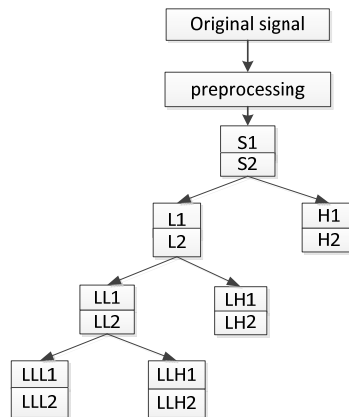 Original signal
preprocessing
S1
S2
L1
L2
H1
H2
LL1
LL2
LH1
LH2
LLL1
LLL2
LLH1
LLH2